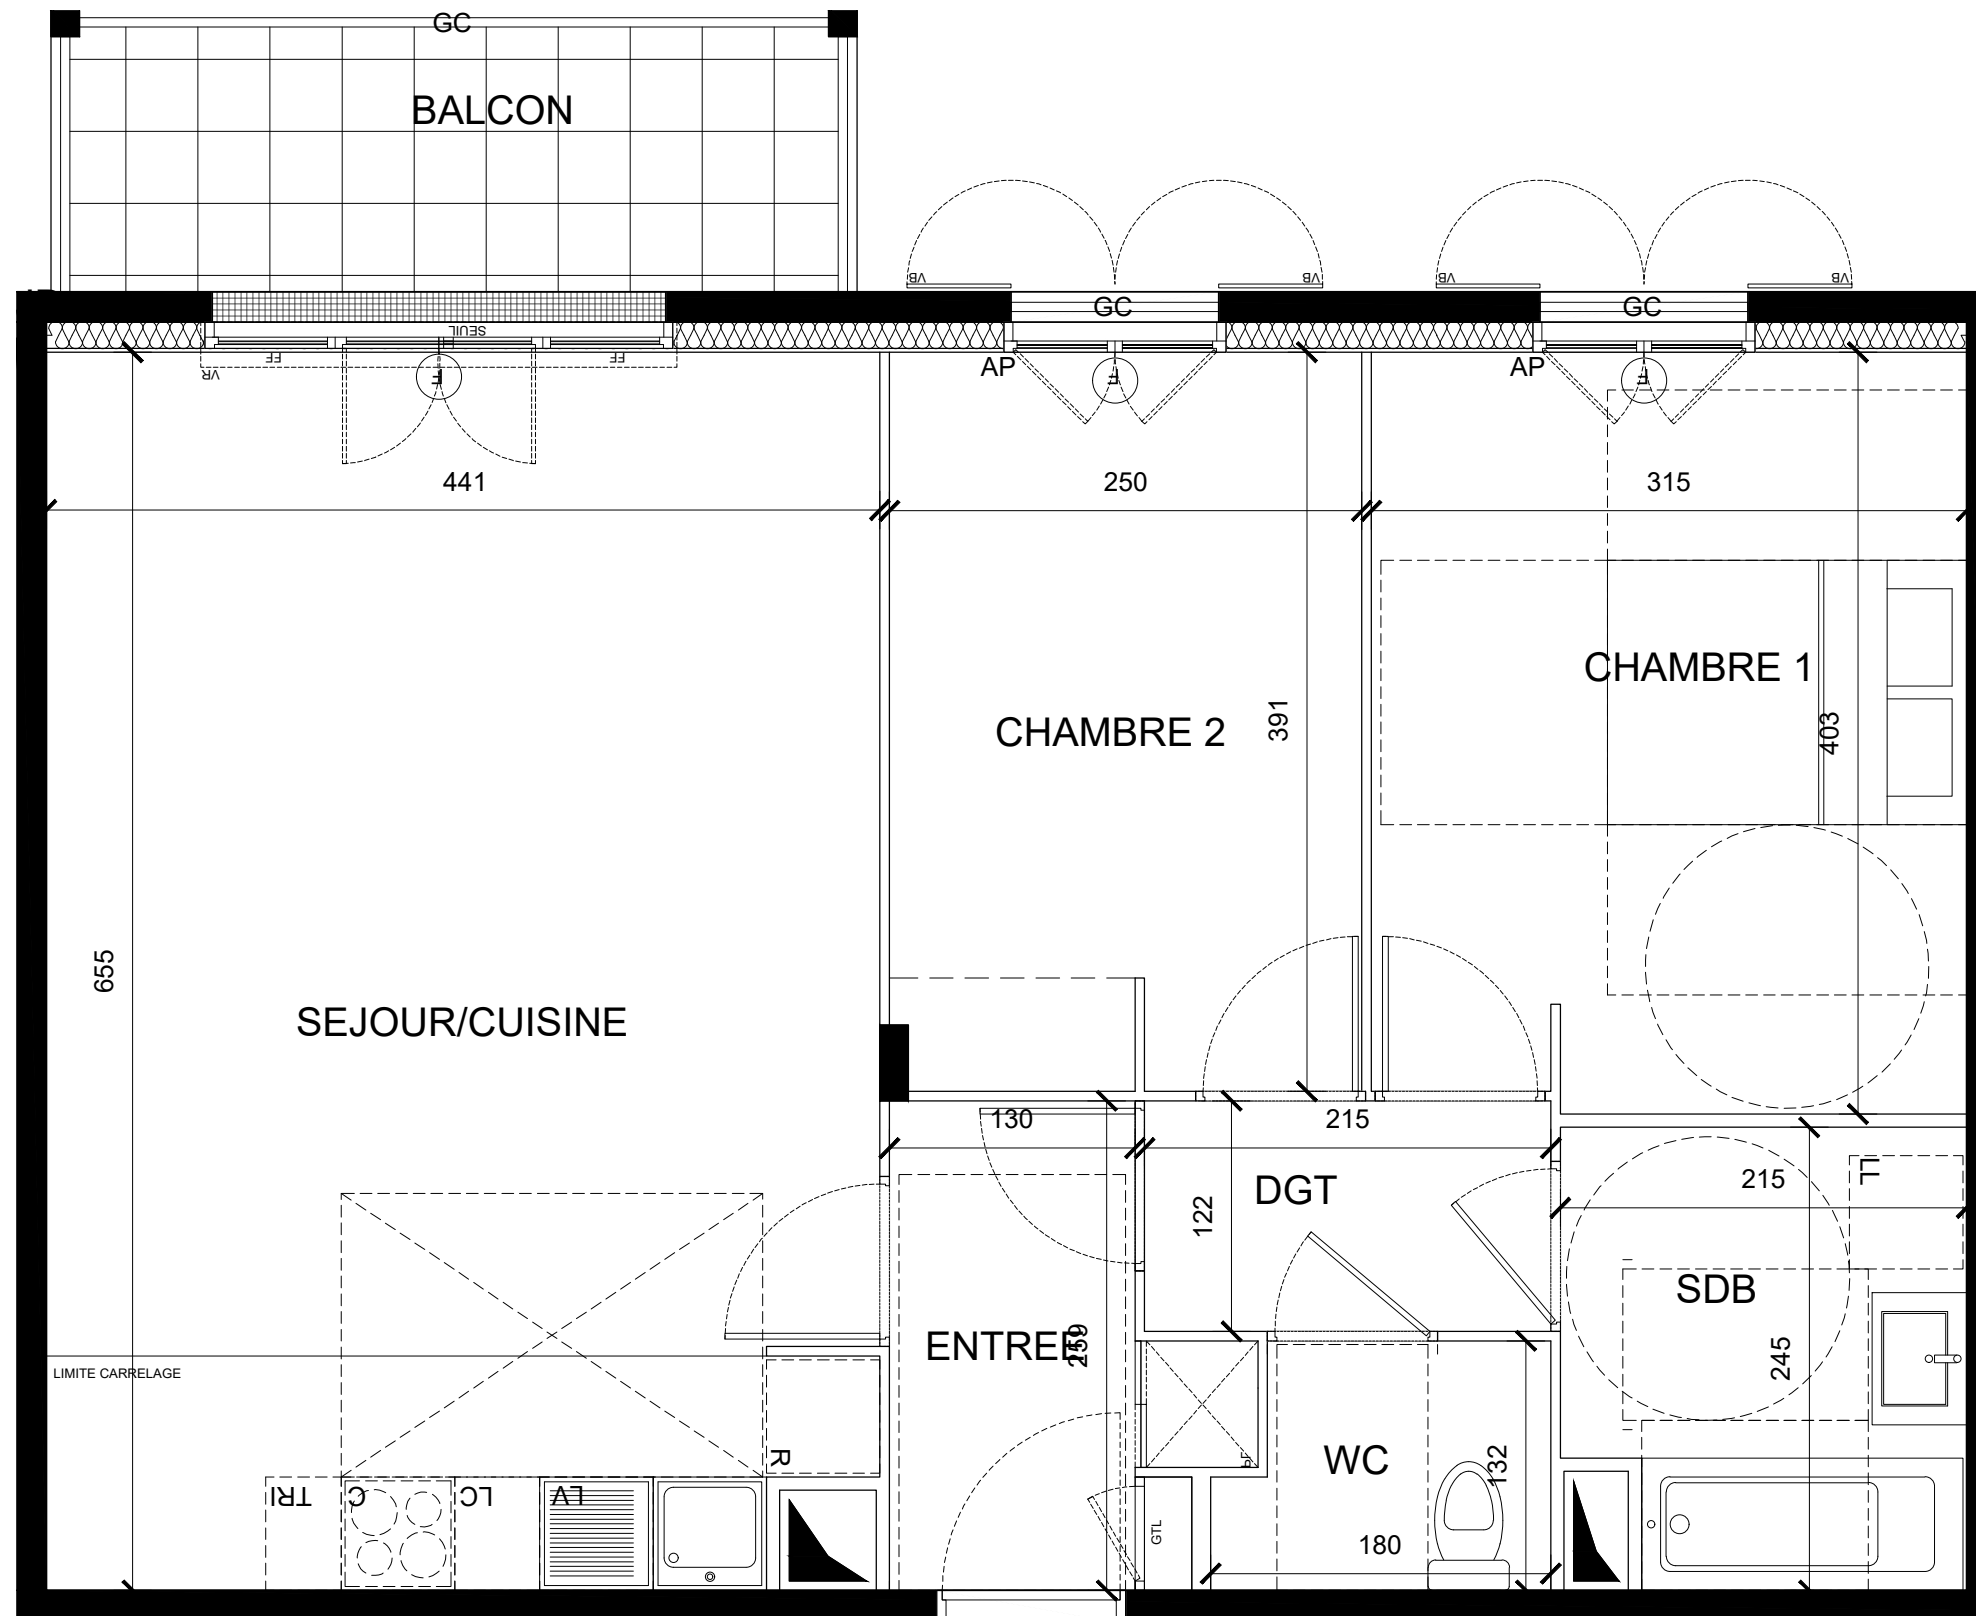 GC
BALCON
VB
VB
VB
VB
GC
GC
SEUIL
FF
FF
VR
F
AP
F
AP
F
441
250
315
CHAMBRE 1
391
403
CHAMBRE 2
655
SEJOUR/CUISINE
130
215
DGT
122
215
LL
SDB
ENTREE
259
245
LIMITE CARRELAGE
R
WC
132
TRI
C
LC
LV
GTL
180